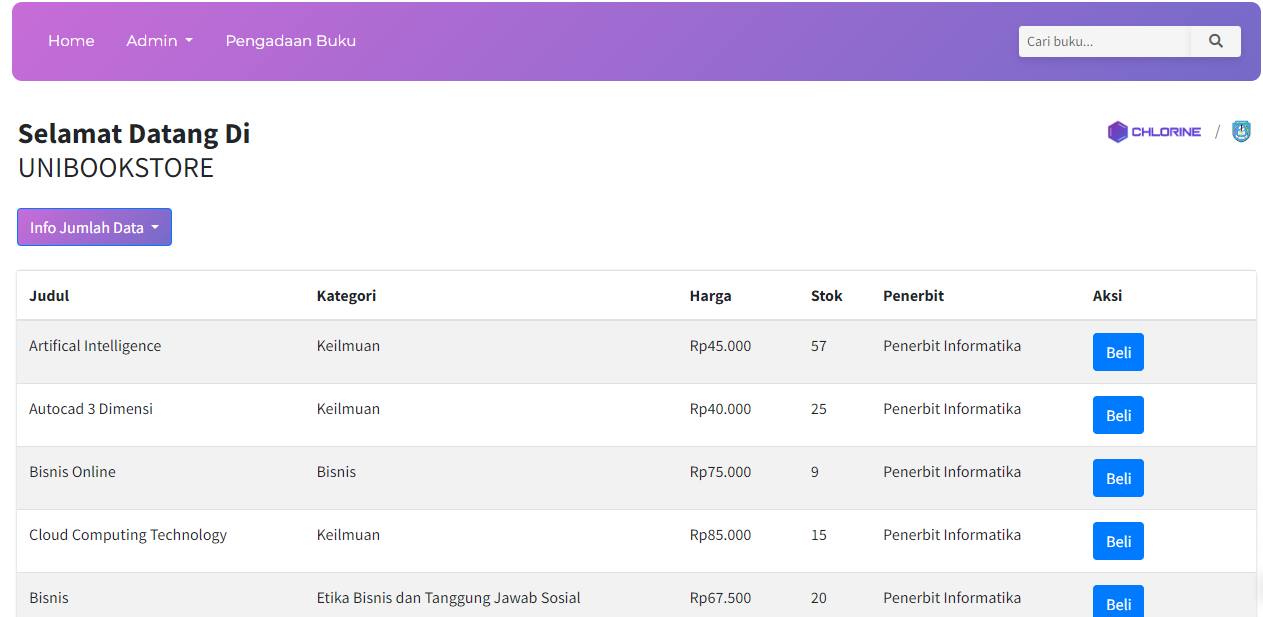 Home Admin Pengadaan Buku Cari buku...
Selamat Datang Di
UNIBOOKSTORE
CHLORINE /
Info Jumlah Data
Judul Kategori Harga Stok Penerbit Aksi
Artifical Intelligence Keilmuan Rp45.000 57 Penerbit Informatika Beli
Autocad 3 Dimensi Keilmuan Rp40.000 25 Penerbit Informatika Beli
Bisnis Online Bisnis Rp75.000 9 Penerbit Informatika Beli
Cloud Computing Technology Keilmuan Rp85.000 15 Penerbit Informatika Beli
Bisnis Etika Bisnis dan Tanggung Jawab Sosial Rp67.500 20 Penerbit Informatika Beli